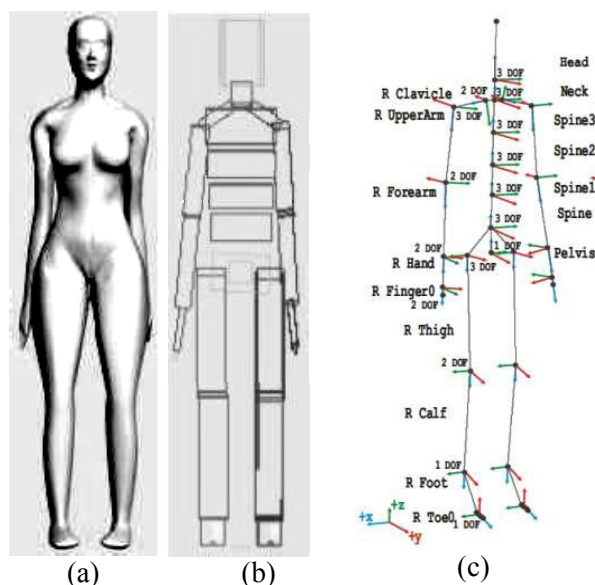 Head
3 DOF
R Clavicle
2 DOF
3 DOF
Neck
R UpperArm
3 DOF
Spine3
3 DOF
Spine2
3 DOF
2 DOF
Spine1
R Forearm
3 DOF
Spine
3 DOF
2 DOF
1 DOF
Pelvis
R Hand
3 DOF
R Finger0
2 DOF
R Thigh
2 DOF
R Calf
1 DOF
R Foot
+z
+x
+y
R Toe0
1 DOF
(a)
(b)
(c)